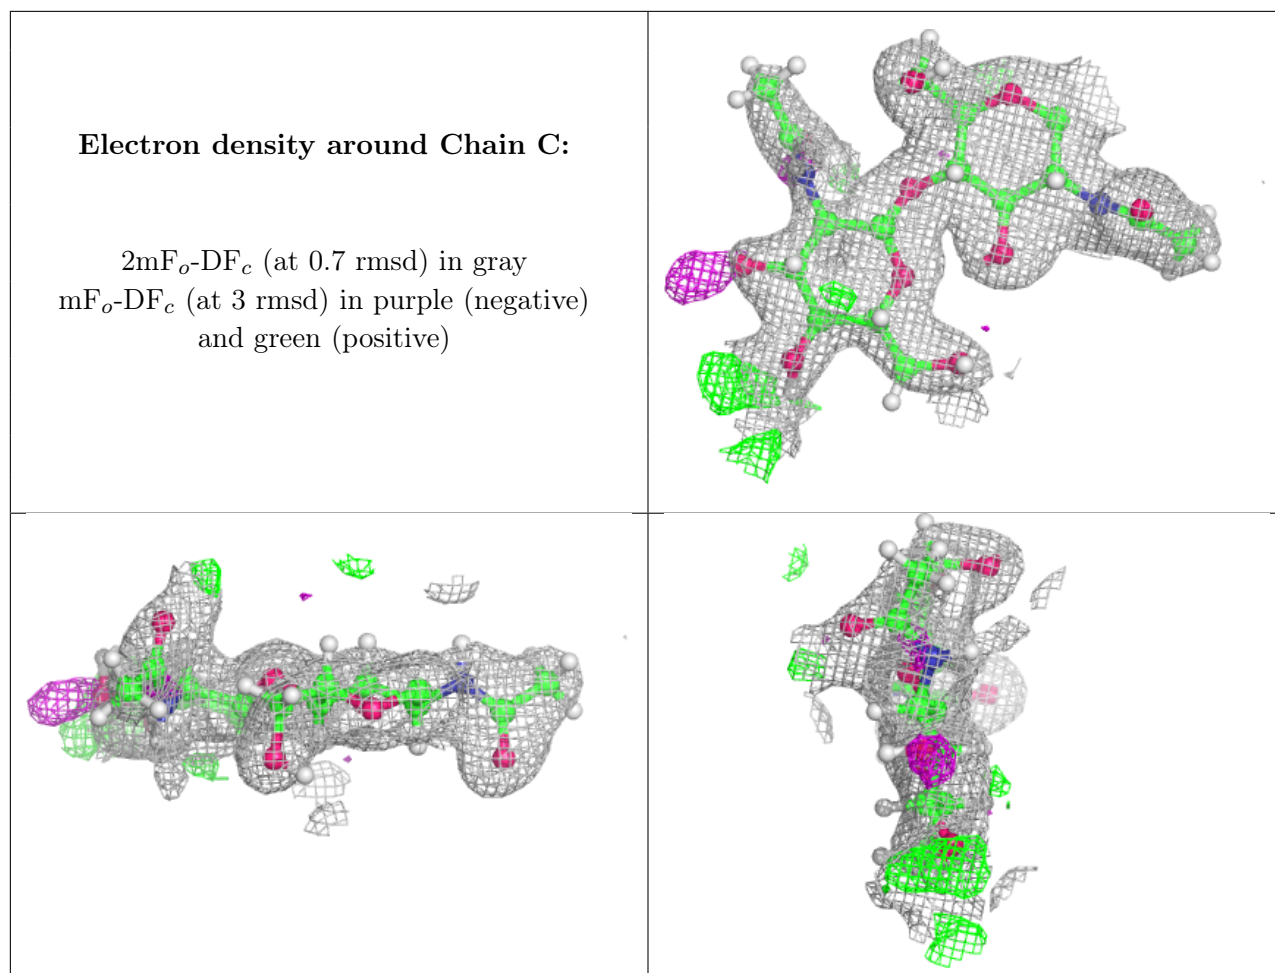 Electron density around Chain C:
2mFo-DFc (at 0.7 rmsd) in gray
mFo-DFc (at 3 rmsd) in purple (negative)
and green (positive)